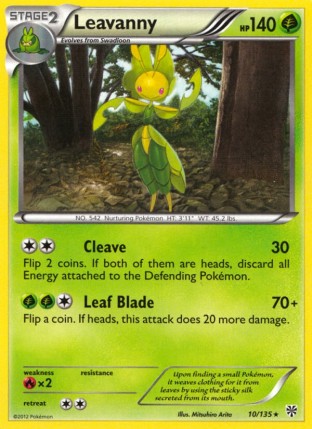 STAGE2
Leavanny
HP140
Evolves from Swadloon
NO. 542 Nurturing Pokémon HT: 3'11" WT: 45.2 lbs.
Cleave 30
Flip 2 coins. If both of them are heads, discard all
Energy attached to the Defending Pokémon.
Leaf Blade 70+
Flip a coin. If heads, this attack does 20 more damage.
weakness resistance
×2
retreat
Upon finding a small Pokémon,
it weaves clothing for it from
leaves by using the sticky silk
secreted from its mouth.
©2012 Pokémon
Illus. Mitsuhiro Arita
10/135★